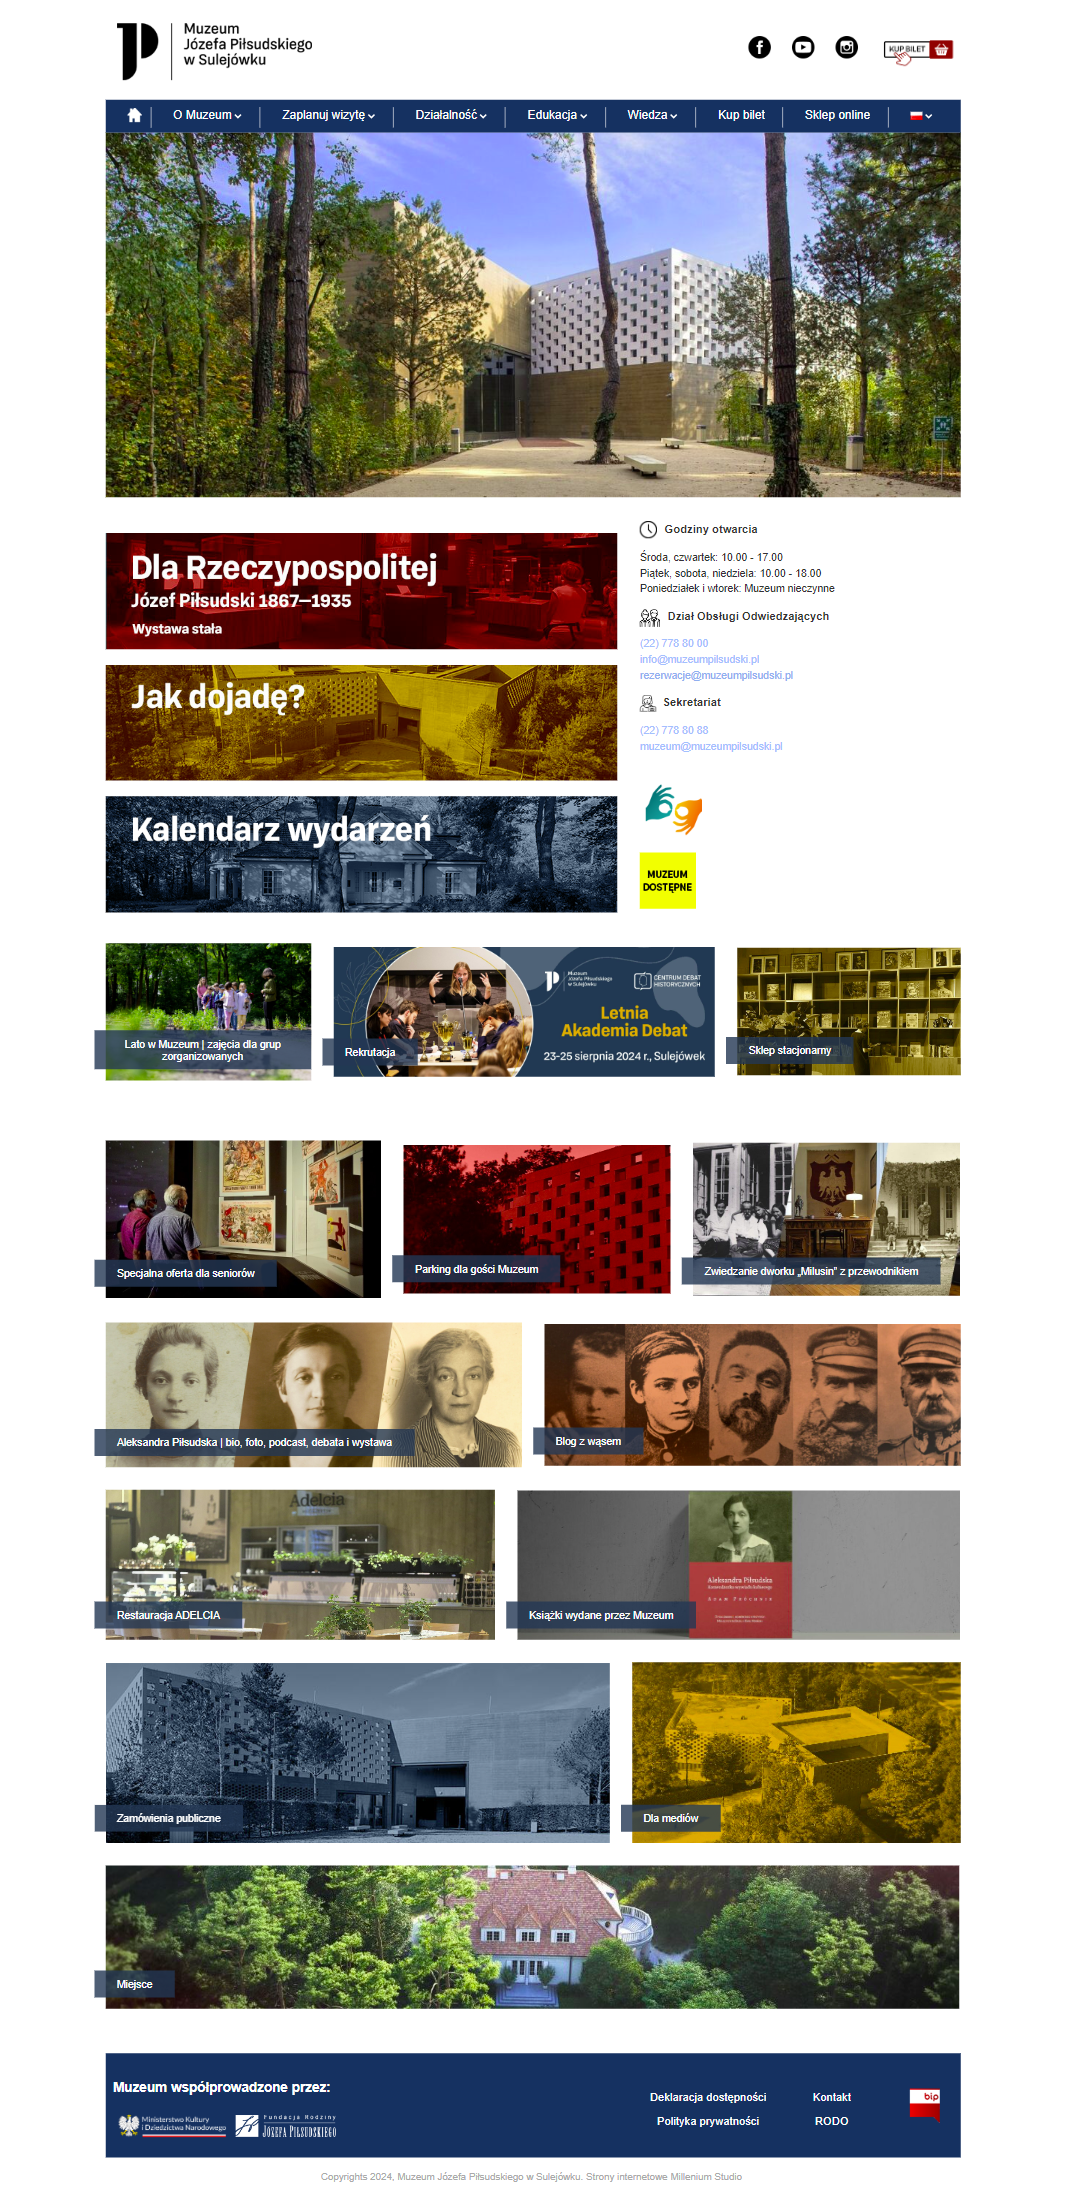 Muzeum
Józefa Piłsudskiego
w Sulejówku
KUP BILET
O Muzeum
Zaplanuj wizytę
Działalność
Edukacja
Wiedza
Kup bilet
Sklep online
Dla Rzeczypospolitej
Józef Piłsudski 1867–1935
Wystawa stała
Jak dojadę?
Kalendarz wydarzeń
Godziny otwarcia
Środa, czwartek: 10.00 - 17.00
Piątek, sobota, niedziela: 10.00 - 18.00
Poniedziałek i wtorek: Muzeum nieczynne
Dział Obsługi Odwiedzających
(22) 778 80 00
info@muzeumpilsudski.pl
rezerwacje@muzeumpilsudski.pl
Sekretariat
(22) 778 80 88
muzeum@muzeumpilsudski.pl
MUZEUM
DOSTĘPNE
Lato w Muzeum | zajęcia dla grup
zorganizowanych
Muzeum
Józefa Piłsudskiego
w Sulejówku
CENTRUM DEBAT
HISTORYCZNYCH
Letnia
Akademia Debat
23-25 sierpnia 2024 r., Sulejówek
Rekrutacja
Sklep stacjonarny
Specjalna oferta dla seniorów
Parking dla gości Muzeum
Zwiedzanie dworku „Milusin” z przewodnikiem
Aleksandra Piłsudska | bio, foto, podcast, debata i wystawa
Blog z wąsem
Adelcia
Restauracja ADELCIA
Aleksandra Piłsudska
Książki wydane przez Muzeum
Zamówienia publiczne
Dla mediów
Miejsce
Muzeum współprowadzone przez:
Ministerstwo Kultury
i Dziedzictwa Narodowego
Fundacja Rodziny
JÓZEFA PIŁSUDSKIEGO
Deklaracja dostępności
Kontakt
Polityka prywatności
RODO
bip
Copyrights 2024, Muzeum Józefa Piłsudskiego w Sulejówku. Strony internetowe Millenium Studio